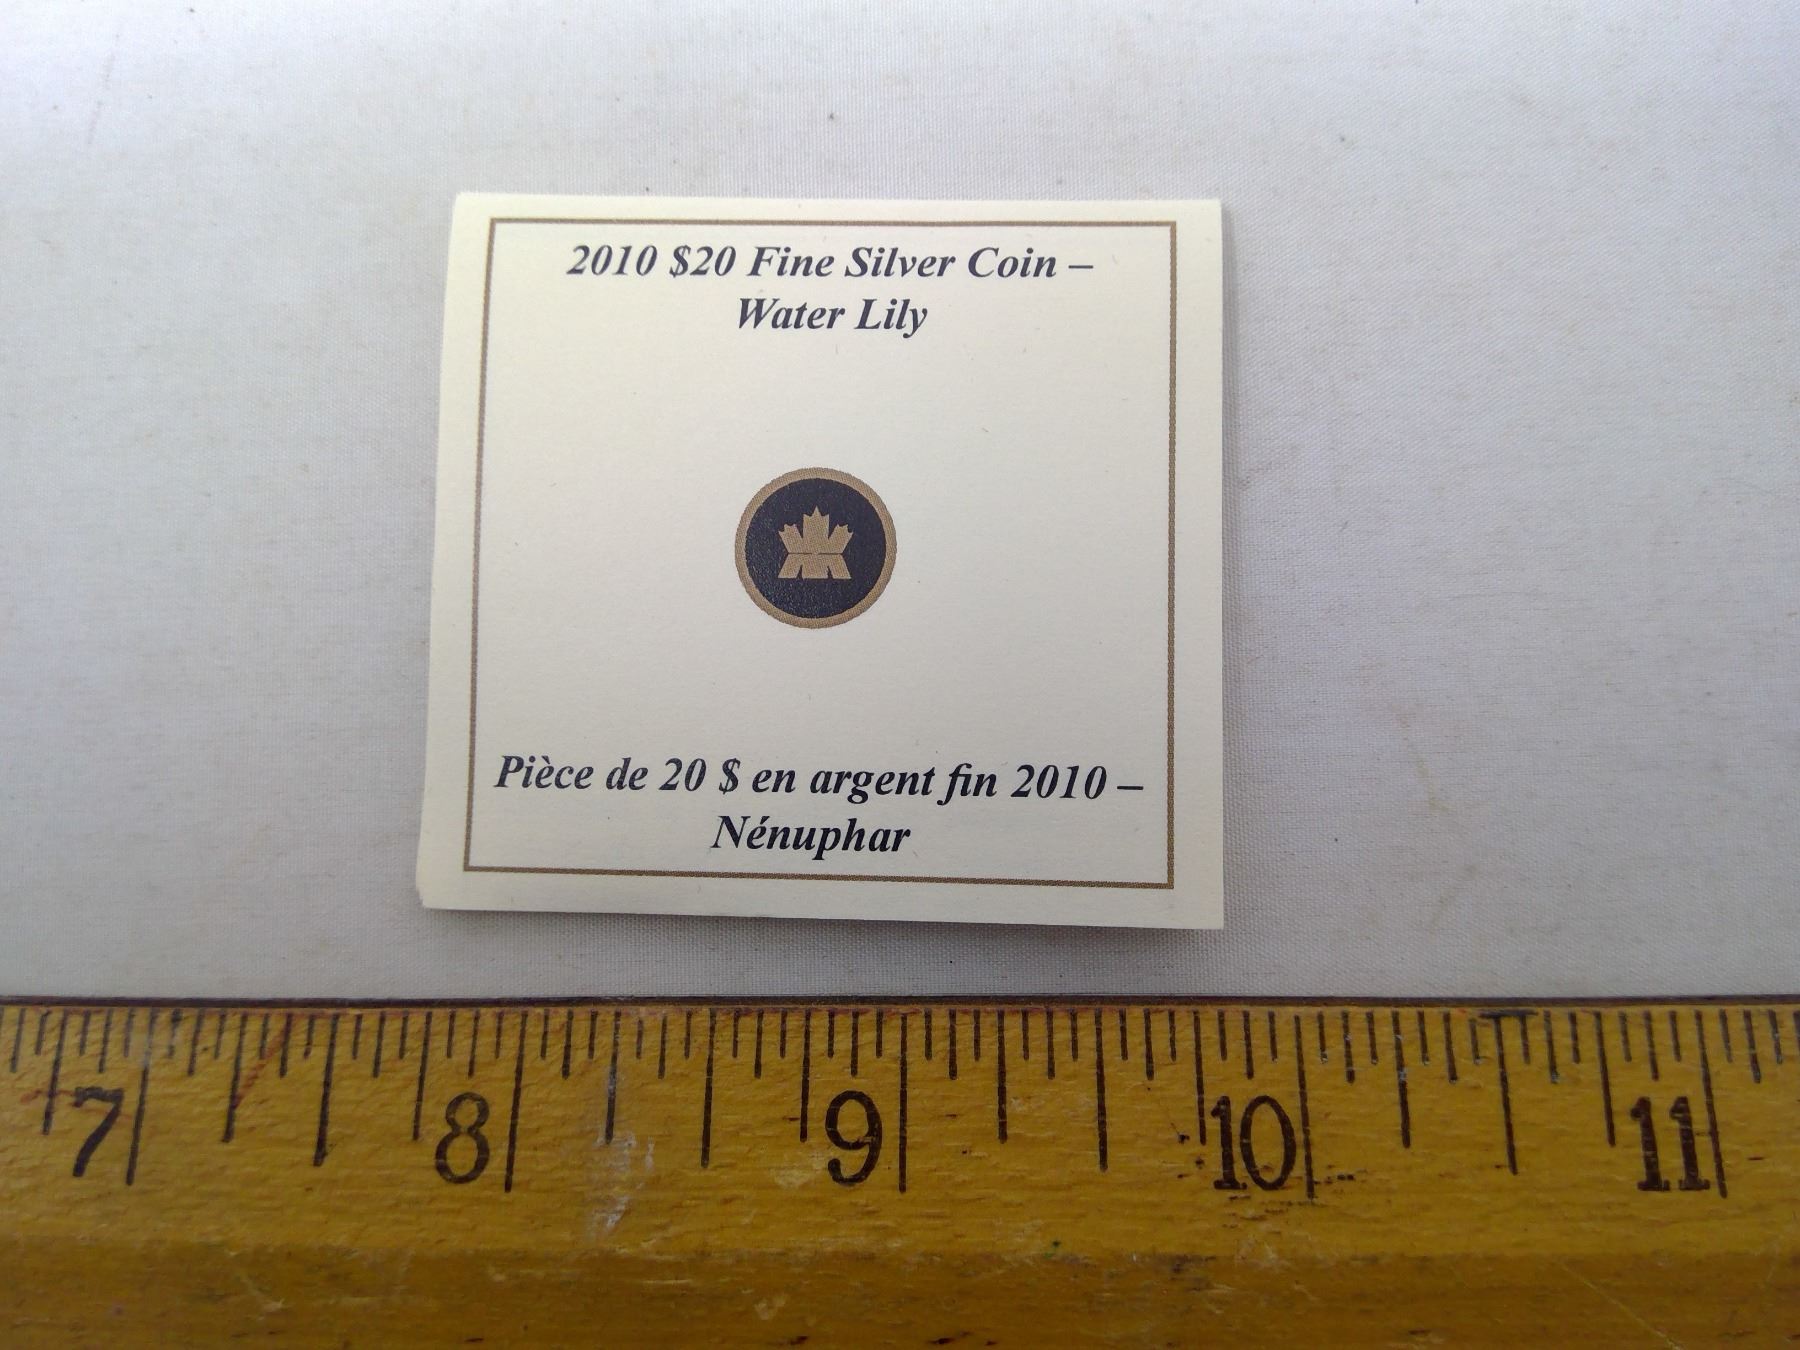 2010 $20 Fine Silver Coin –
Water Lily
Pièce de 20 $ en argent fin 2010 –
Nénuphar
7 8 9 10 11